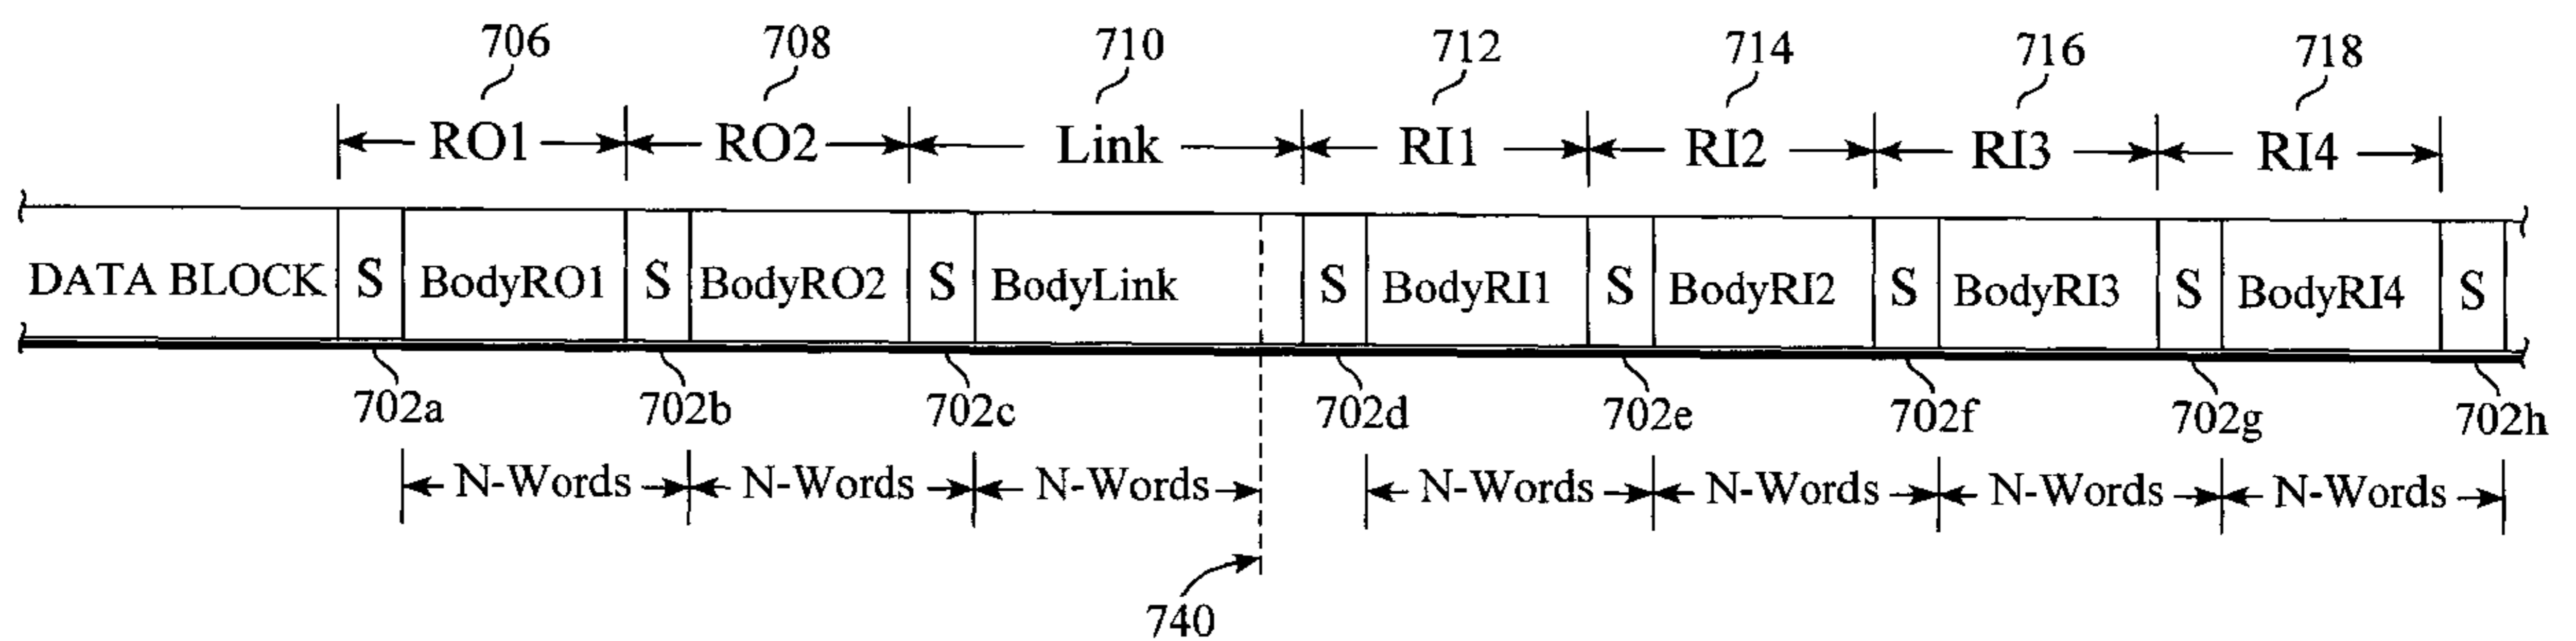 706 708 710 712 714 716 718
RO1 RO2 Link RI1 RI2 RI3 RI4
DATA BLOCK S BodyRO1 S BodyRO2 S BodyLink S BodyRI1 S BodyRI2 S BodyRI3 S BodyRI4 S
702a 702b 702c 702d 702e 702f 702g 702h
N-Words N-Words N-Words N-Words N-Words N-Words N-Words
740